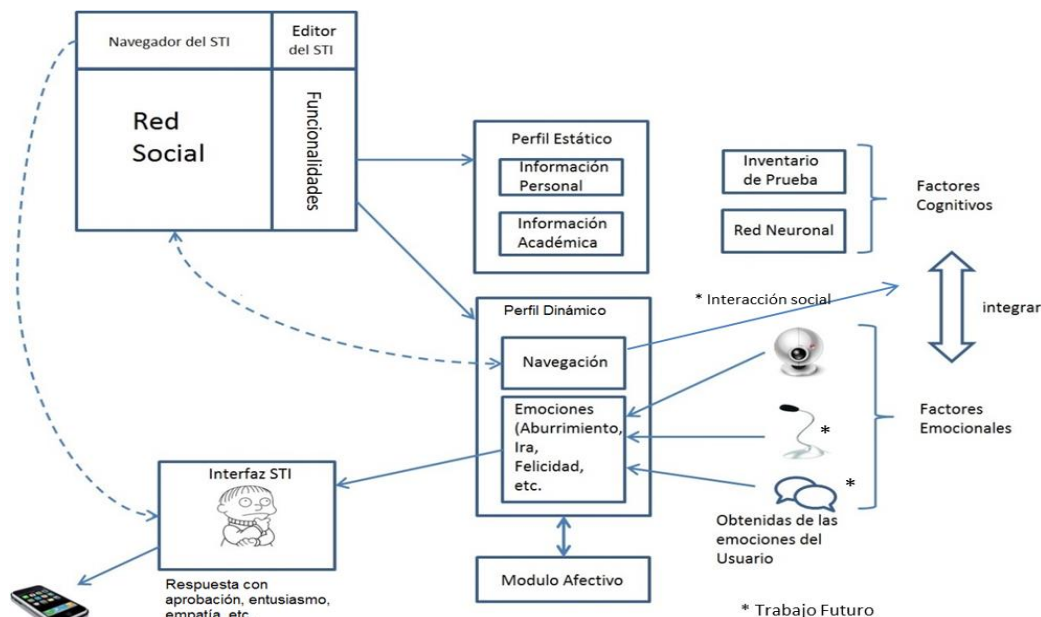 Navegador del STI
Editor
del STI
Red
Social
Funcionalidades
Perfil Estático
Información
Personal
Información
Académica
Inventario
de Prueba
Red Neuronal
Factores
Cognitivos
integrar
* Interacción social
Perfil Dinámico
Navegación
Emociones
(Aburrimiento,
Ira,
Felicidad,
etc.
*
*
Factores
Emocionales
Obtenidas de las
emociones del
Usuario
Interfaz STI
Respuesta con
aprobación, entusiasmo,
empatía, etc
Modulo Afectivo
* Trabajo Futuro